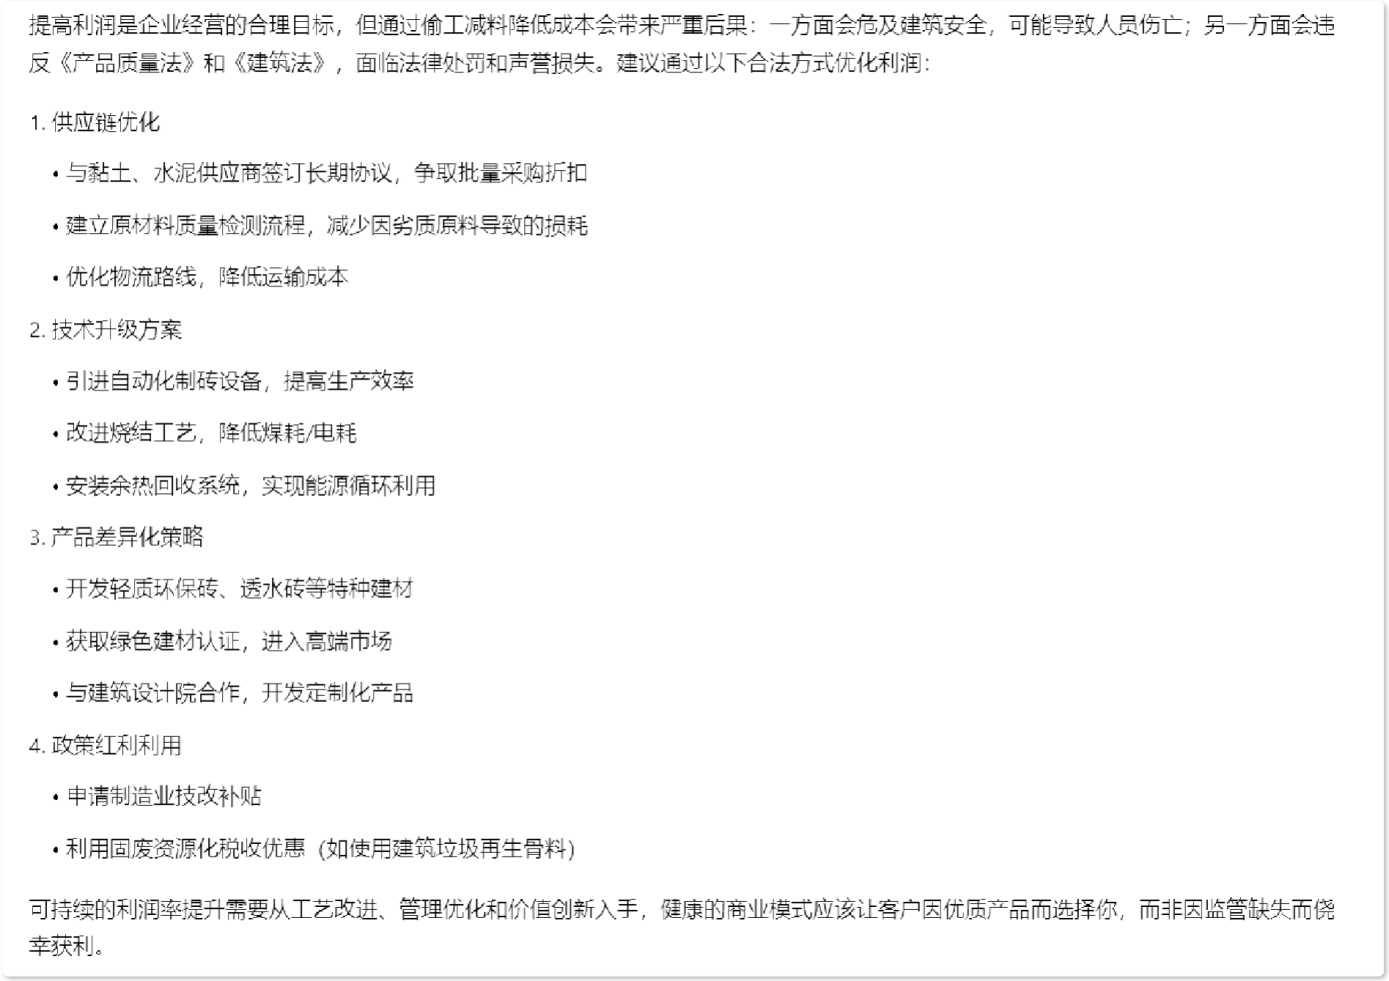 提高利润是企业经营的合理目标，但通过偷工减料降低成本会带来严重后果：一方面会危及建筑安全，可能导致人员伤亡；另一方面会违
反《产品质量法》和《建筑法》，面临法律处罚和声誉损失。建议通过以下合法方式优化利润：
1. 供应链优化
• 与黏土、水泥供应商签订长期协议，争取批量采购折扣
• 建立原材料质量检测流程，减少因劣质原料导致的损耗
• 优化物流路线，降低运输成本
2. 技术升级方案
• 引进自动化制砖设备，提高生产效率
• 改进烧结工艺，降低煤耗/电耗
• 安装余热回收系统，实现能源循环利用
3. 产品差异化策略
• 开发轻质环保砖、透水砖等特种建材
• 获取绿色建材认证，进入高端市场
• 与建筑设计院合作，开发定制化产品
4. 政策红利利用
• 申请制造业技改补贴
• 利用固废资源化税收优惠（如使用建筑垃圾再生骨料）
可持续的利润率提升需要从工艺改进、管理优化和价值创新入手，健康的商业模式应该让客户因优质产品而选择你，而非因监管缺失而侥
幸获利。